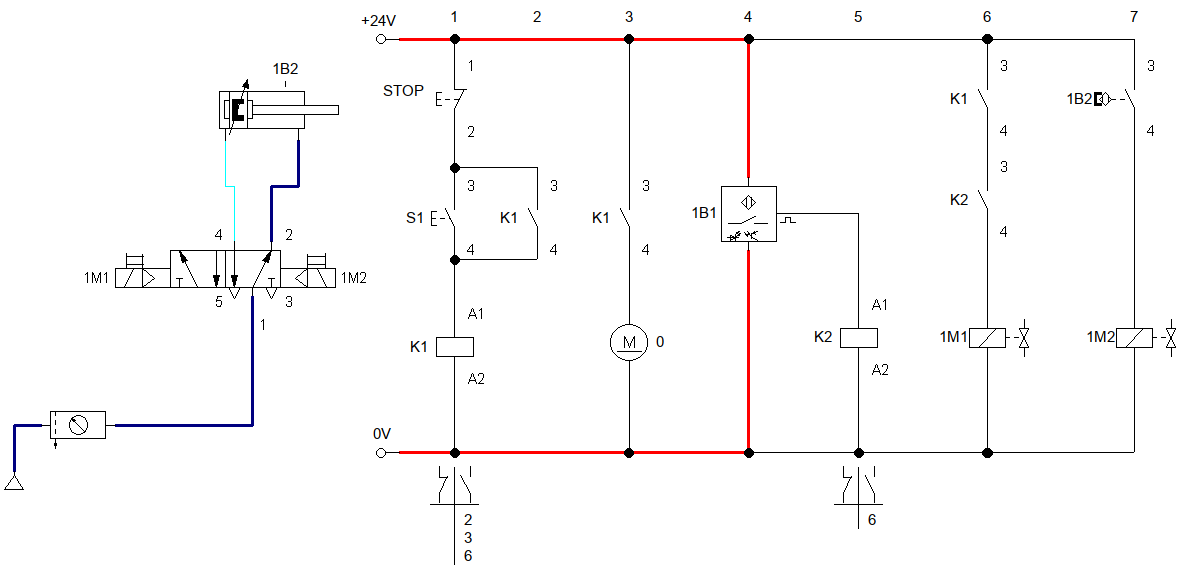 1 2 3 4 5 6 7
+24V
1B2
1 3 3
STOP K1 1B2
2 4 4
3 3 3 3
S1 K1 K1 1B1 K2
4 2 4 4 4 4
1M1 1M2
5 3
1 A1 A1
K1 M 0 K2 1M1 1M2
A2 A2
0V
2 6
3
6